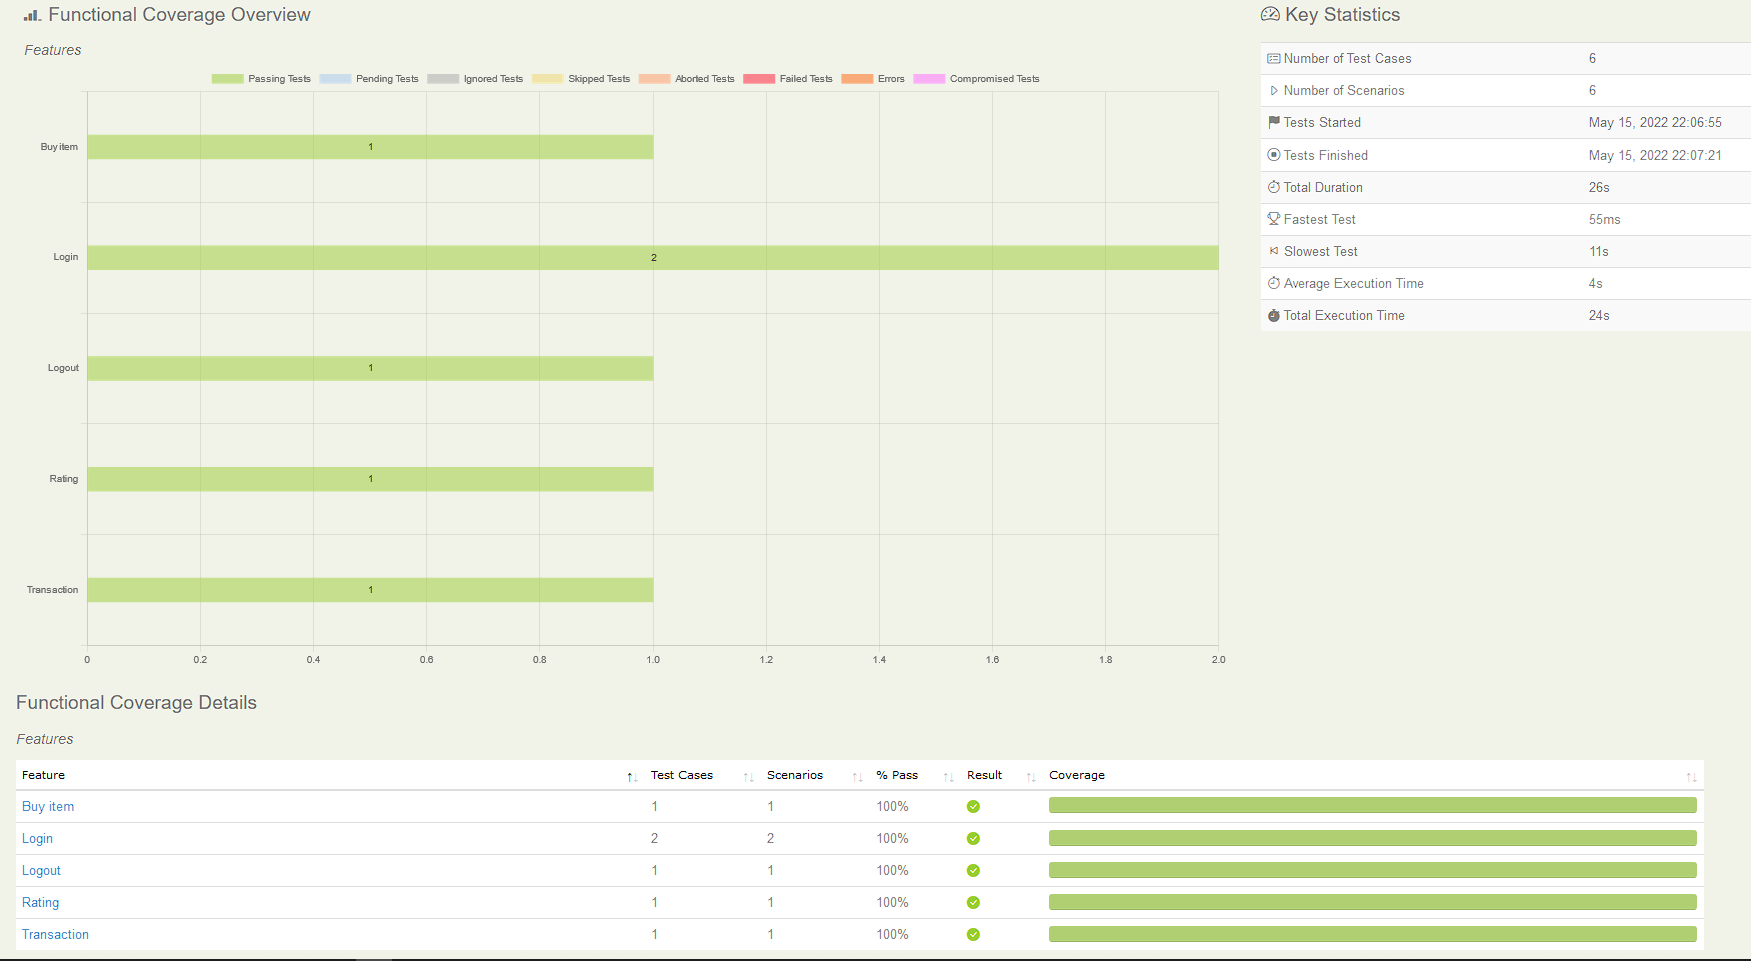 Functional Coverage Overview
Features
Passing Tests Pending Tests Ignored Tests Skipped Tests Aborted Tests Failed Tests Errors Compromised Tests
Buy item 1
Login 2
Logout 1
Rating 1
Transaction 1
0 0.2 0.4 0.6 0.8 1.0 1.2 1.4 1.6 1.8 2.0
Key Statistics
Number of Test Cases 6
Number of Scenarios 6
Tests Started May 15, 2022 22:06:55
Tests Finished May 15, 2022 22:07:21
Total Duration 26s
Fastest Test 55ms
Slowest Test 11s
Average Execution Time 4s
Total Execution Time 24s
Functional Coverage Details
Features
Feature Test Cases Scenarios % Pass Result Coverage
Buy item 1 1 100%
Login 2 2 100%
Logout 1 1 100%
Rating 1 1 100%
Transaction 1 1 100%